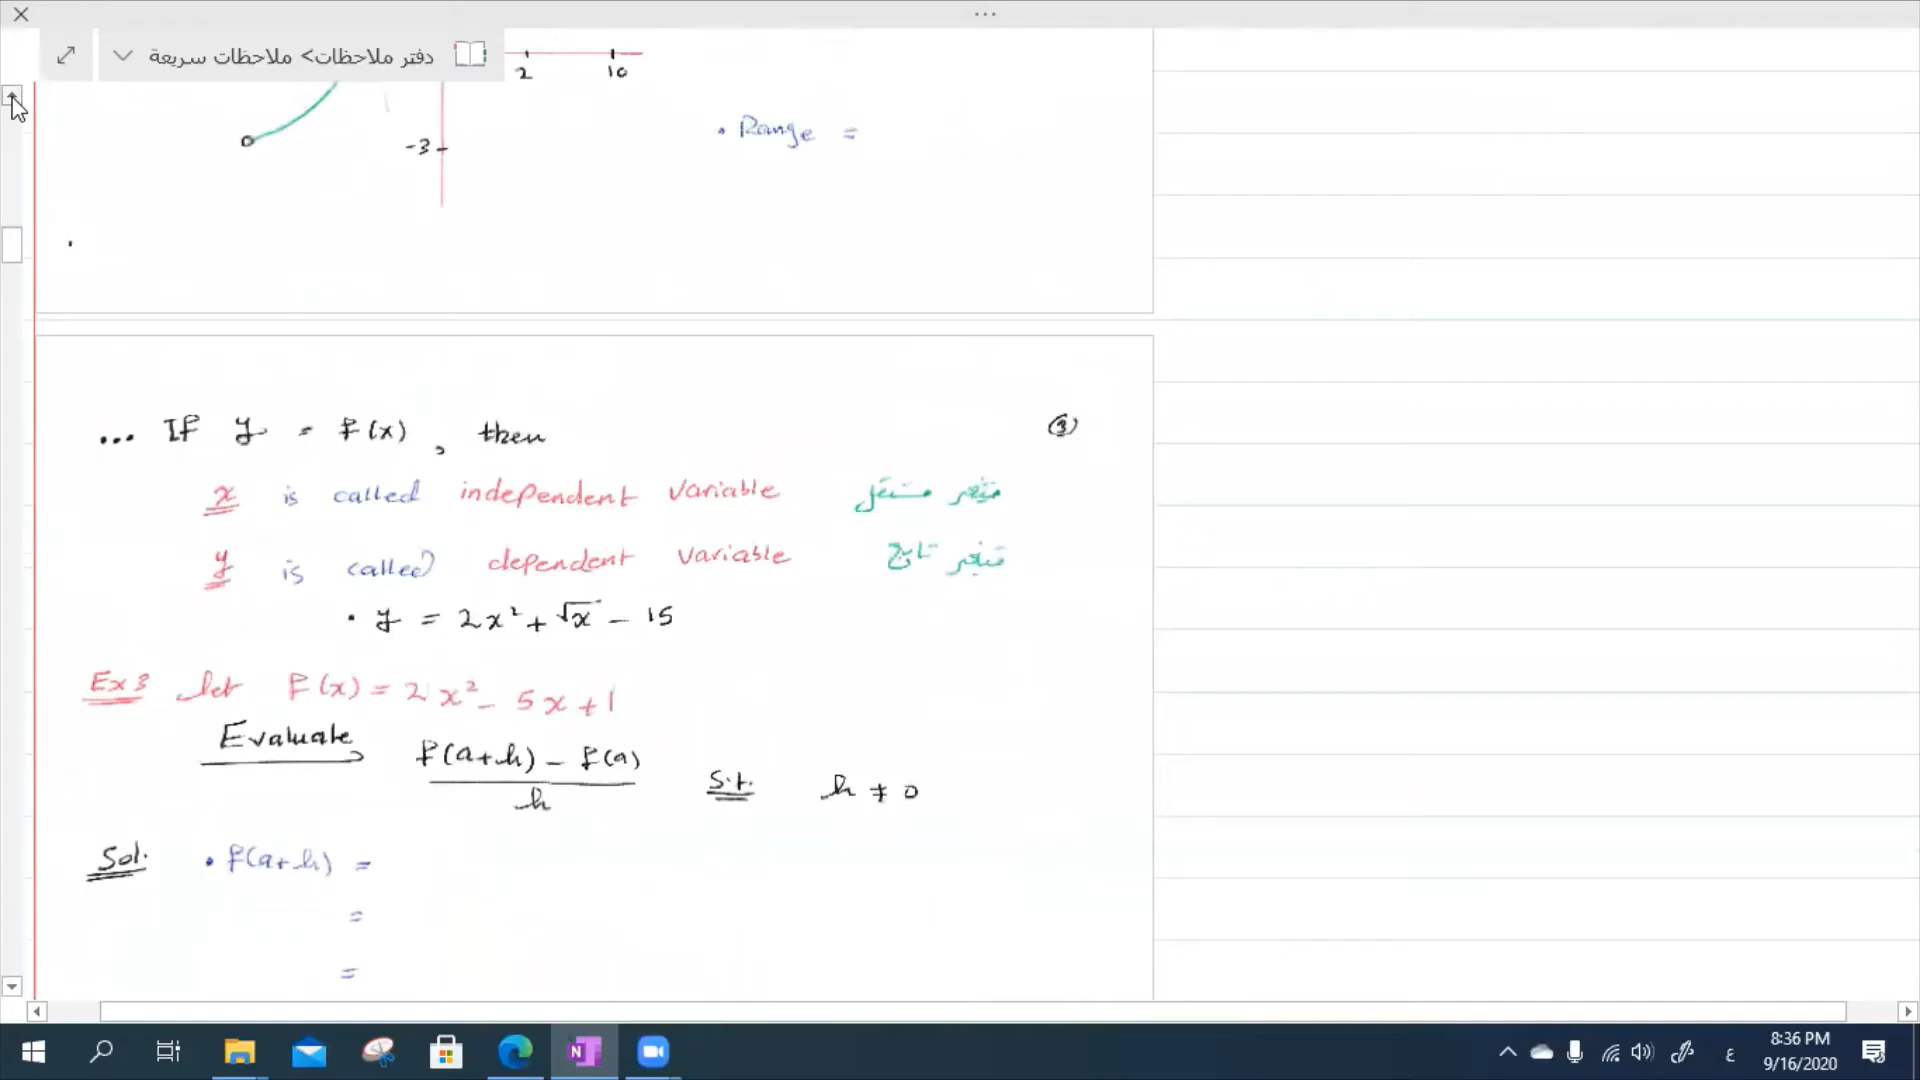 دفتر ملاحظات> ملاحظات سريعة
2 10
-3
• Range =
... If y = f(x), then ③
x is called independent variable متغير مستقل
y is called dependent variable متغير تابع
• y = 2x² + √x - 15
Ex 3 let f(x) = 2x² - 5x + 1
Evaluate (f(a+h) - f(a))/h s.t. h ≠ 0
Sol. • f(a+h) =
=
=
ع
8:36 PM
9/16/2020